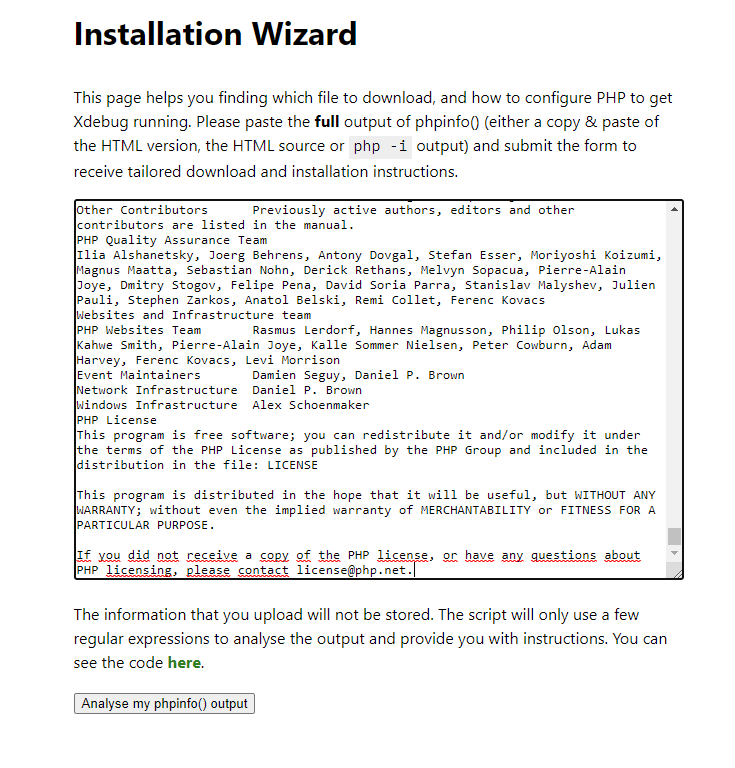 Installation Wizard
This page helps you finding which file to download, and how to configure PHP to get
Xdebug running. Please paste the full output of phpinfo() (either a copy & paste of
the HTML version, the HTML source or php -i output) and submit the form to
receive tailored download and installation instructions.
Other Contributors Previously active authors, editors and other
contributors are listed in the manual.
PHP Quality Assurance Team
Ilia Alshanetsky, Joerg Behrens, Antony Dovgal, Stefan Esser, Moriyoshi Koizumi,
Magnus Maatta, Sebastian Nohn, Derick Rethans, Melvyn Sopacua, Pierre-Alain
Joye, Dmitry Stogov, Felipe Pena, David Soria Parra, Stanislav Malyshev, Julien
Pauli, Stephen Zarkos, Anatol Belski, Remi Collet, Ferenc Kovacs
Websites and Infrastructure team
PHP Websites Team Rasmus Lerdorf, Hannes Magnusson, Philip Olson, Lukas
Kahwe Smith, Pierre-Alain Joye, Kalle Sommer Nielsen, Peter Cowburn, Adam
Harvey, Ferenc Kovacs, Levi Morrison
Event Maintainers Damien Seguy, Daniel P. Brown
Network Infrastructure Daniel P. Brown
Windows Infrastructure Alex Schoenmaker
PHP License
This program is free software; you can redistribute it and/or modify it under
the terms of the PHP License as published by the PHP Group and included in the
distribution in the file: LICENSE
This program is distributed in the hope that it will be useful, but WITHOUT ANY
WARRANTY; without even the implied warranty of MERCHANTABILITY or FITNESS FOR A
PARTICULAR PURPOSE.
If you did not receive a copy of the PHP license, or have any questions about
PHP licensing, please contact license@php.net.
The information that you upload will not be stored. The script will only use a few
regular expressions to analyse the output and provide you with instructions. You can
see the code here.
Analyse my phpinfo() output